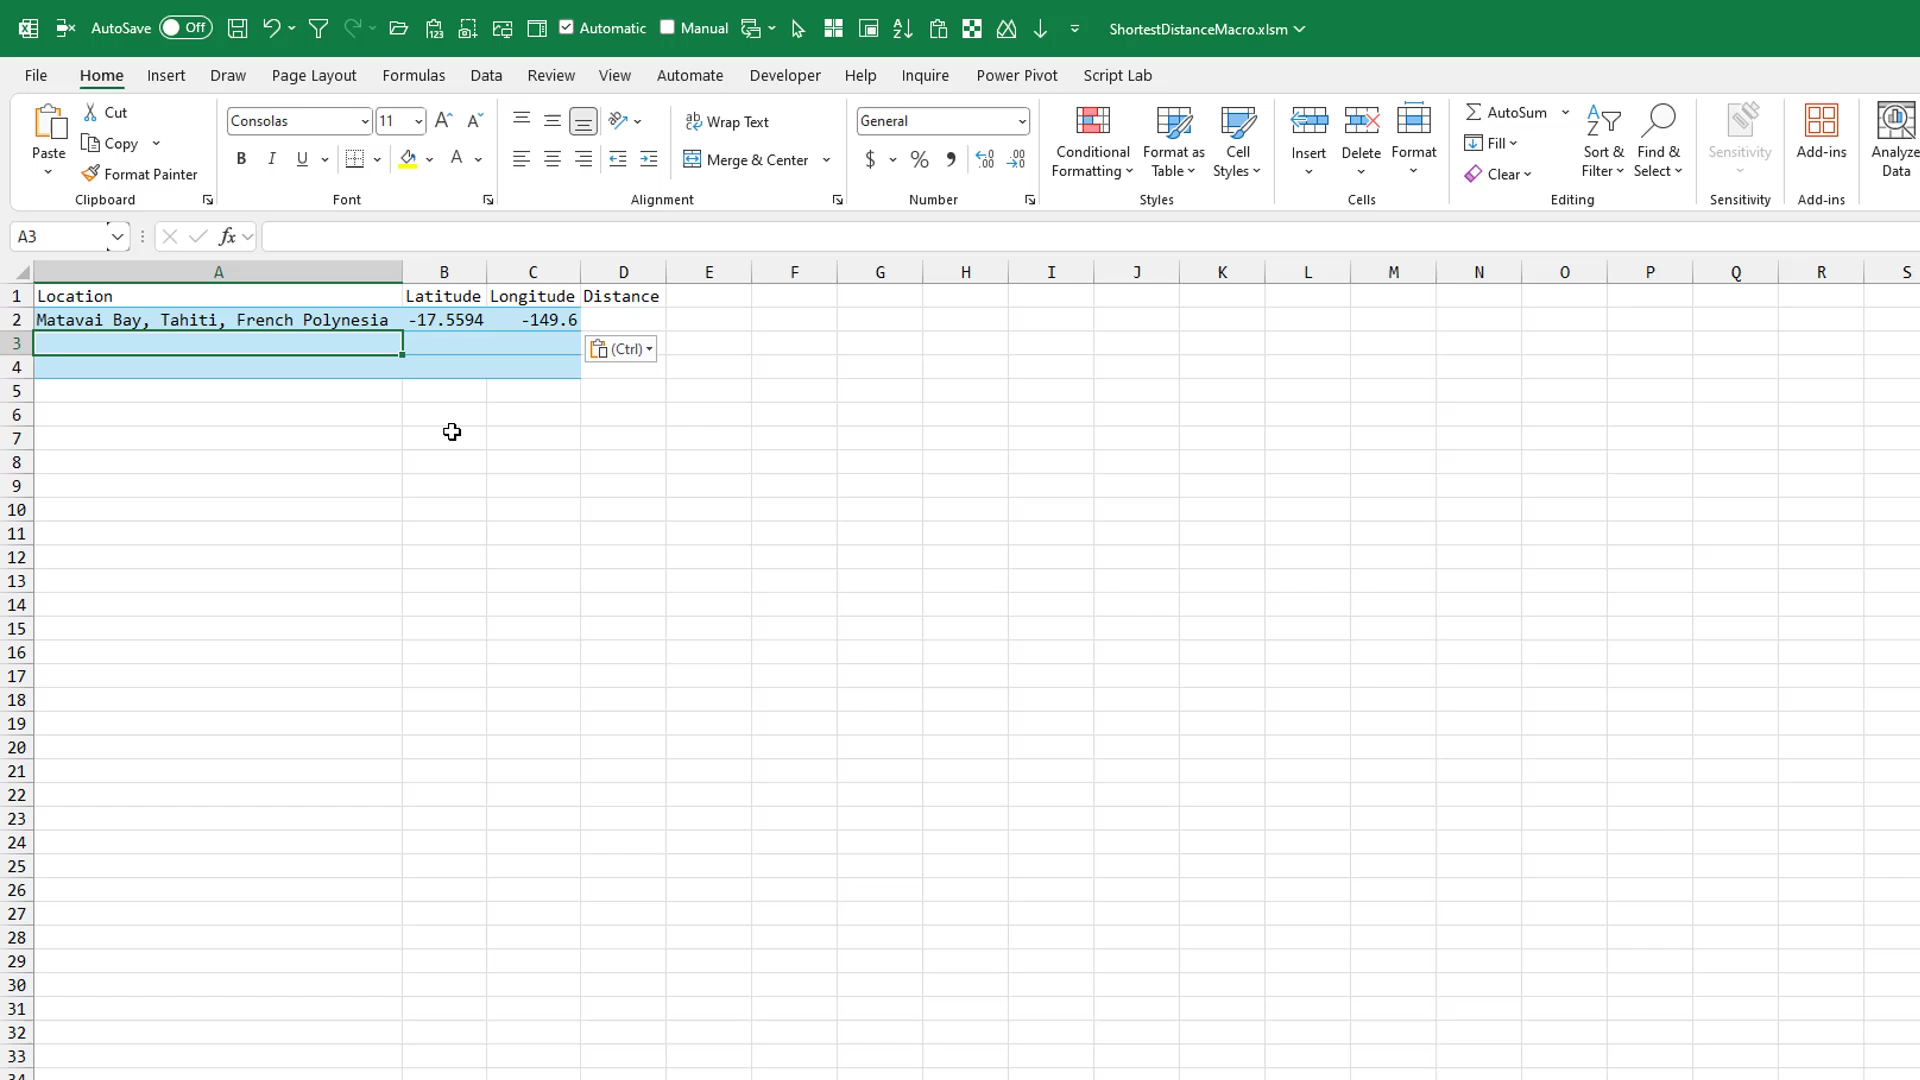 AutoSave Off Automatic Manual ShortestDistanceMacro.xlsm
File Home Insert Draw Page Layout Formulas Data Review View Automate Developer Help Inquire Power Pivot Script Lab
Paste
Cut
Copy
Format Painter
Clipboard
Consolas 11
B I U A
Font
ab Wrap Text
Merge & Center
Alignment
General
$ % 9
Number
Conditional Formatting
Format as Table
Cell Styles
Styles
Insert Delete Format
Cells
AutoSum
Fill
Clear
Sort & Filter
Find & Select
Editing
Sensitivity
Sensitivity
Add-ins
Add-ins
Analyze Data
A3 fx
A B C D E F G H I J K L M N O P Q R S
1 Location Latitude Longitude Distance
2 Matavai Bay, Tahiti, French Polynesia -17.5594 -149.6
3 (Ctrl)
4
5
6
7
8
9
10
11
12
13
14
15
16
17
18
19
20
21
22
23
24
25
26
27
28
29
30
31
32
33
34